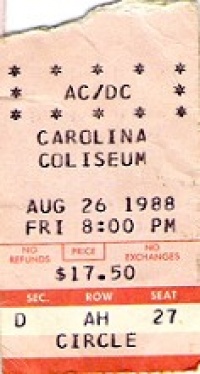 * * * * * *
* AC/DC *
* * * * * *
CAROLINA
COLISEUM
AUG 26 1988
FRI 8:00 PM
NO REFUNDS PRICE NO EXCHANGES
$17.50
SEC. ROW SEAT
D AH 27
CIRCLE